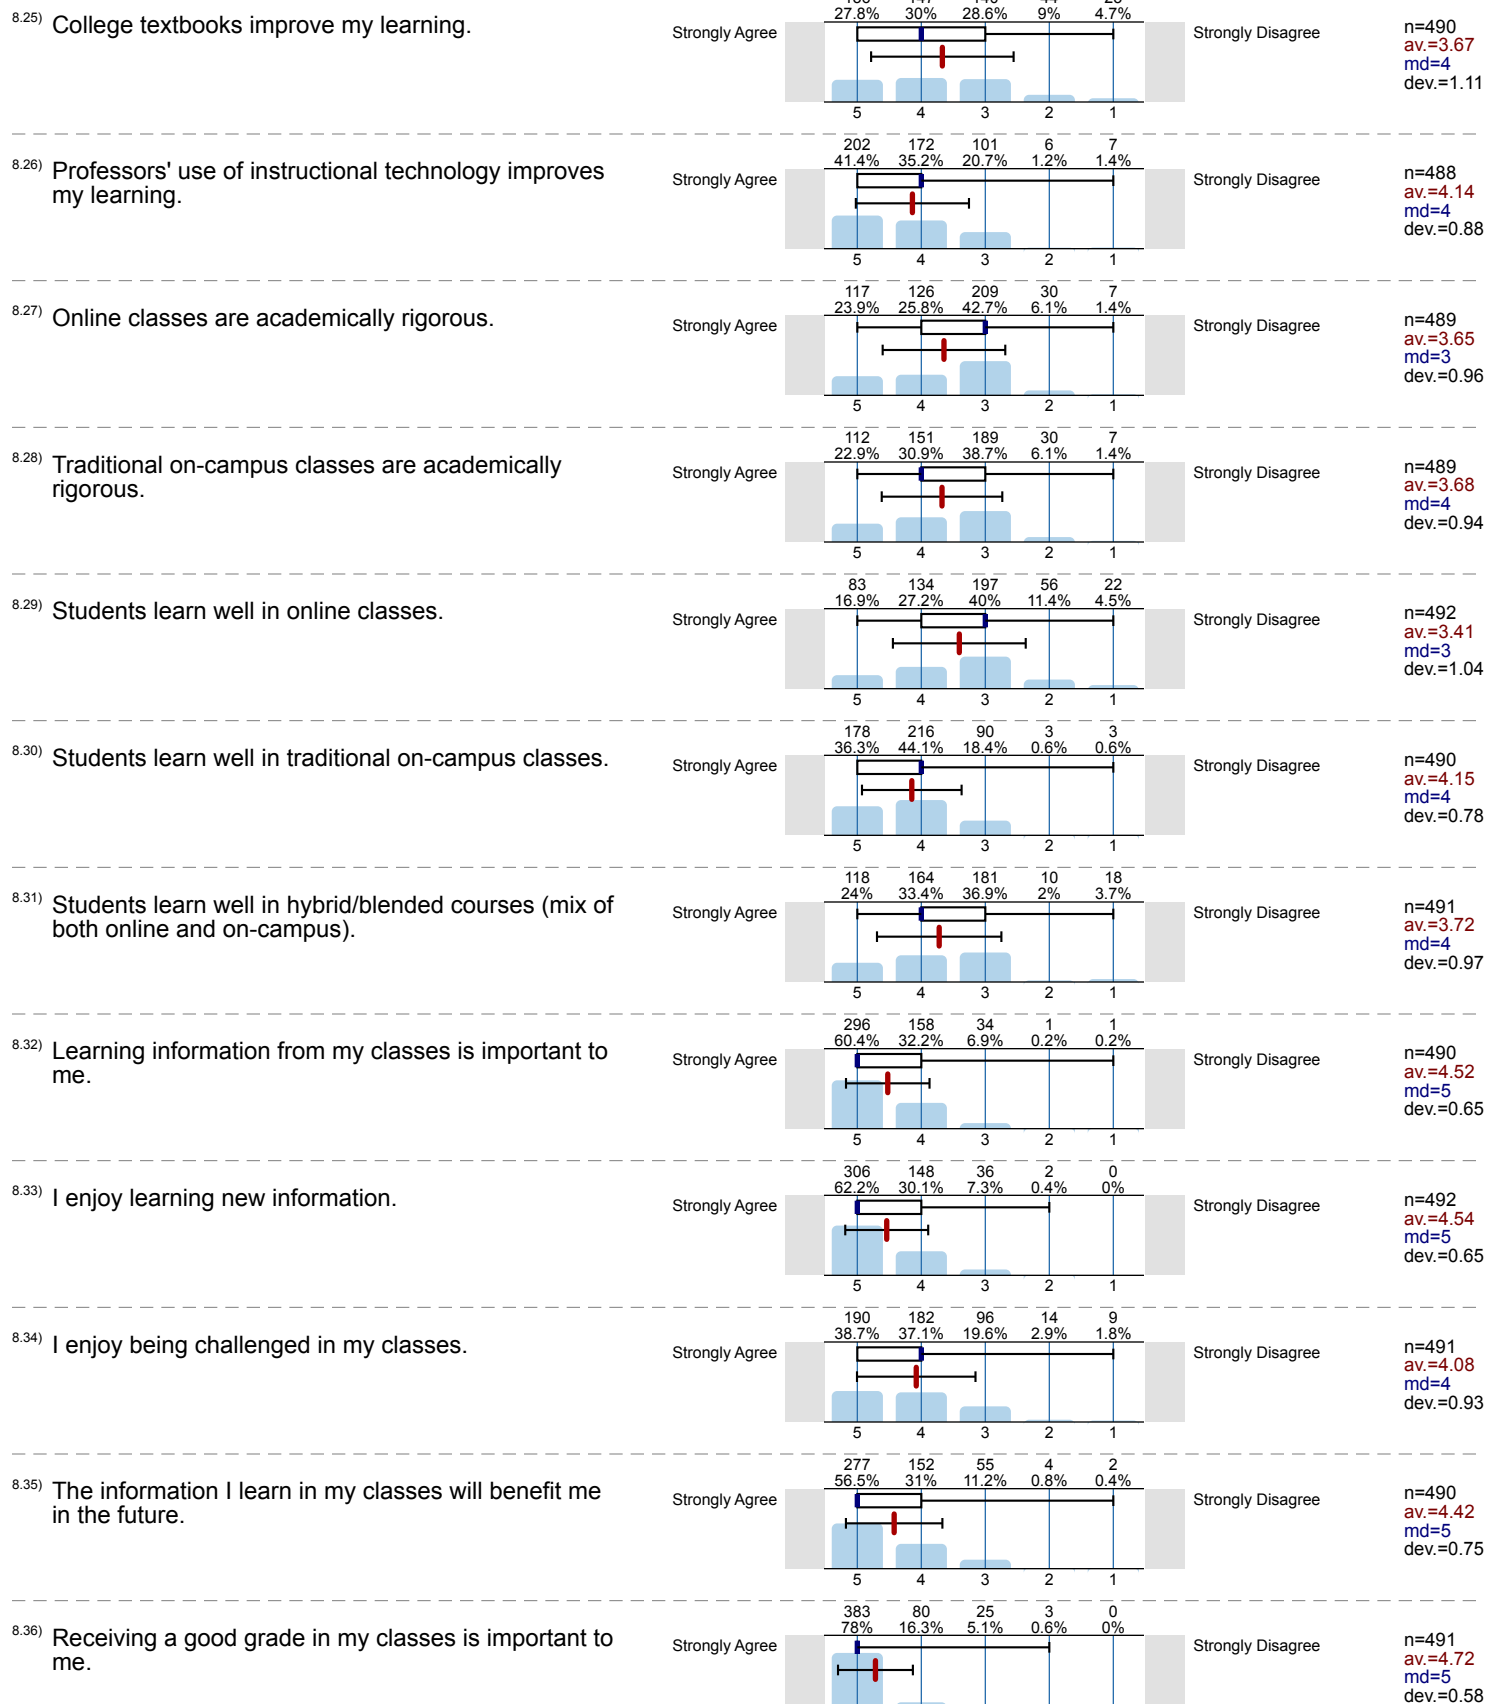 8.25) College textbooks improve my learning.
27.8% 30% 28.6% 9% 4.7%
Strongly Agree Strongly Disagree
n=490
av.=3.67
md=4
dev.=1.11
5 4 3 2 1
202 172 101 6 7
41.4% 35.2% 20.7% 1.2% 1.4%
8.26) Professors' use of instructional technology improves
my learning.
Strongly Agree Strongly Disagree
n=488
av.=4.14
md=4
dev.=0.88
5 4 3 2 1
117 126 209 30 7
23.9% 25.8% 42.7% 6.1% 1.4%
8.27) Online classes are academically rigorous.
Strongly Agree Strongly Disagree
n=489
av.=3.65
md=3
dev.=0.96
5 4 3 2 1
112 151 189 30 7
22.9% 30.9% 38.7% 6.1% 1.4%
8.28) Traditional on-campus classes are academically
rigorous.
Strongly Agree Strongly Disagree
n=489
av.=3.68
md=4
dev.=0.94
5 4 3 2 1
83 134 197 56 22
16.9% 27.2% 40% 11.4% 4.5%
8.29) Students learn well in online classes.
Strongly Agree Strongly Disagree
n=492
av.=3.41
md=3
dev.=1.04
5 4 3 2 1
178 216 90 3 3
36.3% 44.1% 18.4% 0.6% 0.6%
8.30) Students learn well in traditional on-campus classes.
Strongly Agree Strongly Disagree
n=490
av.=4.15
md=4
dev.=0.78
5 4 3 2 1
118 164 181 10 18
24% 33.4% 36.9% 2% 3.7%
8.31) Students learn well in hybrid/blended courses (mix of
both online and on-campus).
Strongly Agree Strongly Disagree
n=491
av.=3.72
md=4
dev.=0.97
5 4 3 2 1
296 158 34 1 1
60.4% 32.2% 6.9% 0.2% 0.2%
8.32) Learning information from my classes is important to
me.
Strongly Agree Strongly Disagree
n=490
av.=4.52
md=5
dev.=0.65
5 4 3 2 1
306 148 36 2 0
62.2% 30.1% 7.3% 0.4% 0%
8.33) I enjoy learning new information.
Strongly Agree Strongly Disagree
n=492
av.=4.54
md=5
dev.=0.65
5 4 3 2 1
190 182 96 14 9
38.7% 37.1% 19.6% 2.9% 1.8%
8.34) I enjoy being challenged in my classes.
Strongly Agree Strongly Disagree
n=491
av.=4.08
md=4
dev.=0.93
5 4 3 2 1
277 152 55 4 2
56.5% 31% 11.2% 0.8% 0.4%
8.35) The information I learn in my classes will benefit me
in the future.
Strongly Agree Strongly Disagree
n=490
av.=4.42
md=5
dev.=0.75
5 4 3 2 1
383 80 25 3 0
78% 16.3% 5.1% 0.6% 0%
8.36) Receiving a good grade in my classes is important to
me.
Strongly Agree Strongly Disagree
n=491
av.=4.72
md=5
dev.=0.58